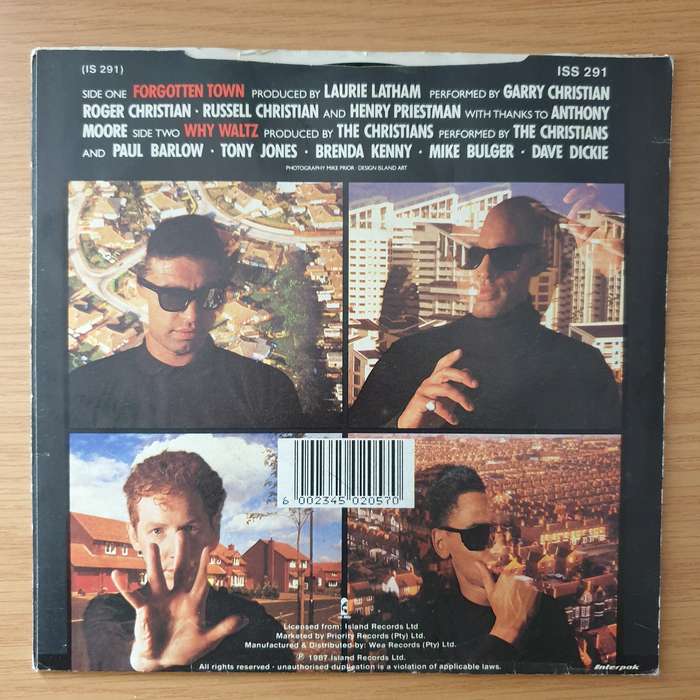 (IS 291)
ISS 291
SIDE ONE FORGOTTEN TOWN PRODUCED BY LAURIE LATHAM PERFORMED BY GARRY CHRISTIAN
ROGER CHRISTIAN · RUSSELL CHRISTIAN AND HENRY PRIESTMAN WITH THANKS TO ANTHONY
MOORE SIDE TWO WHY WALTZ PRODUCED BY THE CHRISTIANS PERFORMED BY THE CHRISTIANS
AND PAUL BARLOW · TONY JONES · BRENDA KENNY · MIKE BULGER · DAVE DICKIE
PHOTOGRAPHY MIKE PRIOR · DESIGN ISLAND ART
6 002345 020570
Licensed from: Island Records Ltd
Marketed by Priority Records (Pty) Ltd.
Manufactured & Distributed by: Wea Records (Pty) Ltd.
℗ 1987 Island Records Ltd.
All rights reserved - unauthorised duplication is a violation of applicable laws.
Interpak